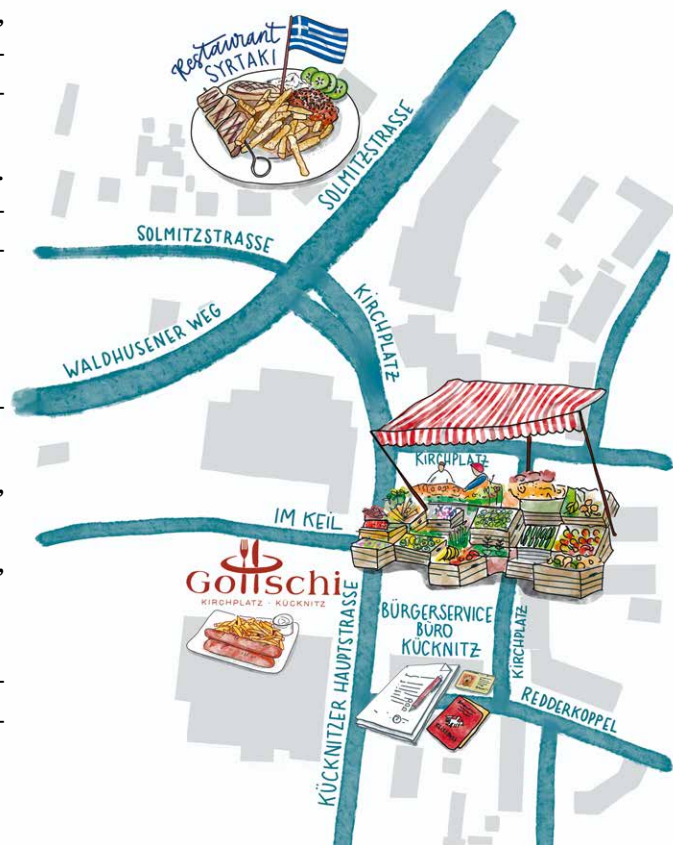 Restaurant
SYRTAKI
SOLMITZSTRASSE
SOLMITZSTRASSE
KIRCHPLATZ
WALDHUSENER WEG
KIRCHPLATZ
IM KEIL
Gottschi
KIRCHPLATZ · KÜCKNITZ
KÜCKNITZER HAUPTSTRASSE
BÜRGERSERVICE
BÜRO
KÜCKNITZ
KIRCHPLATZ
REDDERKOPPEL